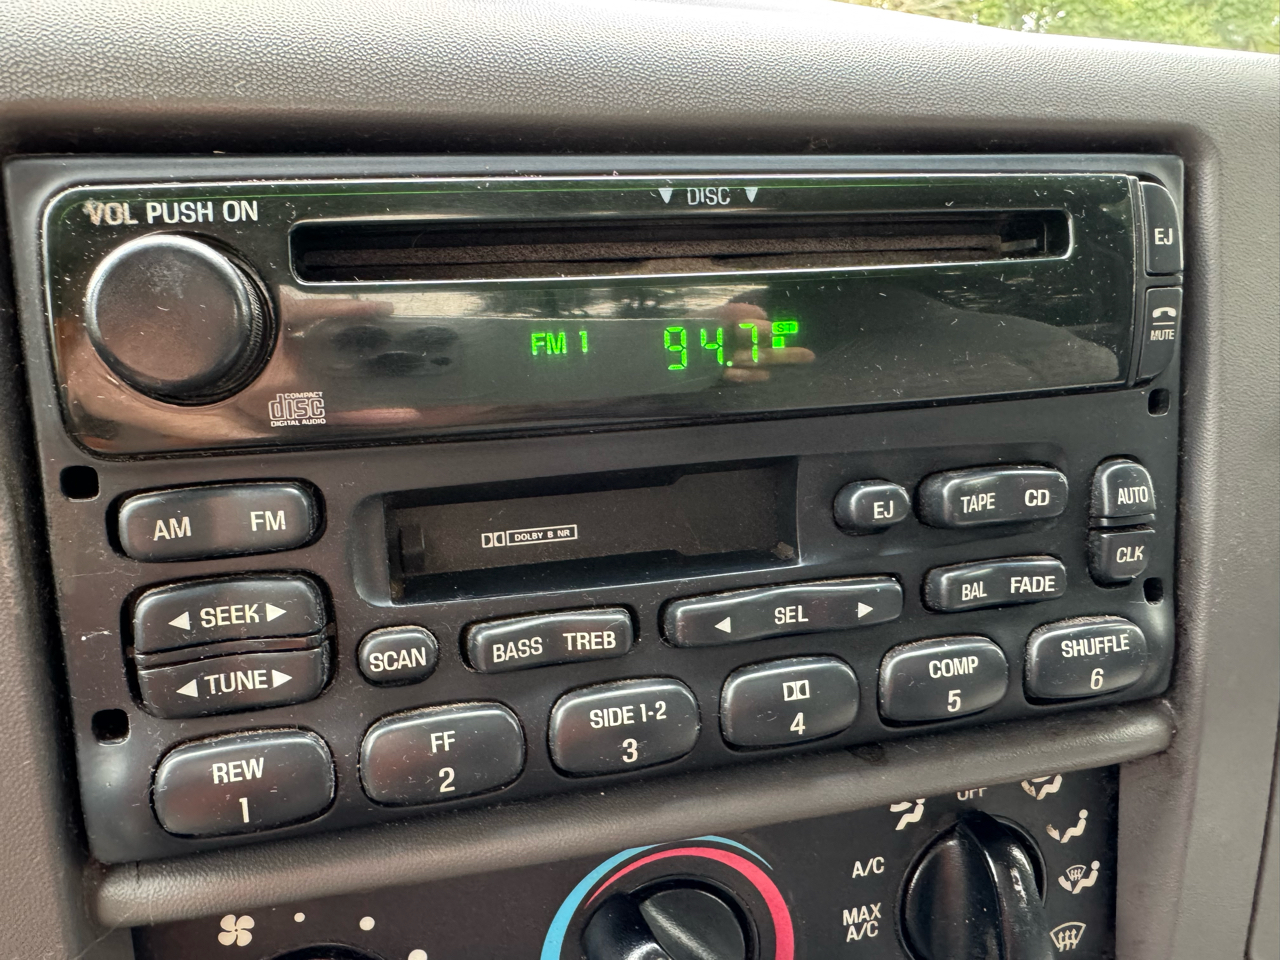 VOL PUSH ON
▼ DISC ▼
EJ
MUTE
FM 1 94.7 ST
COMPACT
disc
DIGITAL AUDIO
AM FM
DOLBY B NR
EJ
TAPE CD
AUTO
CLK
◀ SEEK ▶
◀ TUNE ▶
SCAN
BASS TREB
◀ SEL ▶
BAL FADE
REW
1
FF
2
SIDE 1-2
3
4
COMP
5
SHUFFLE
6
OFF
A/C
MAX
A/C